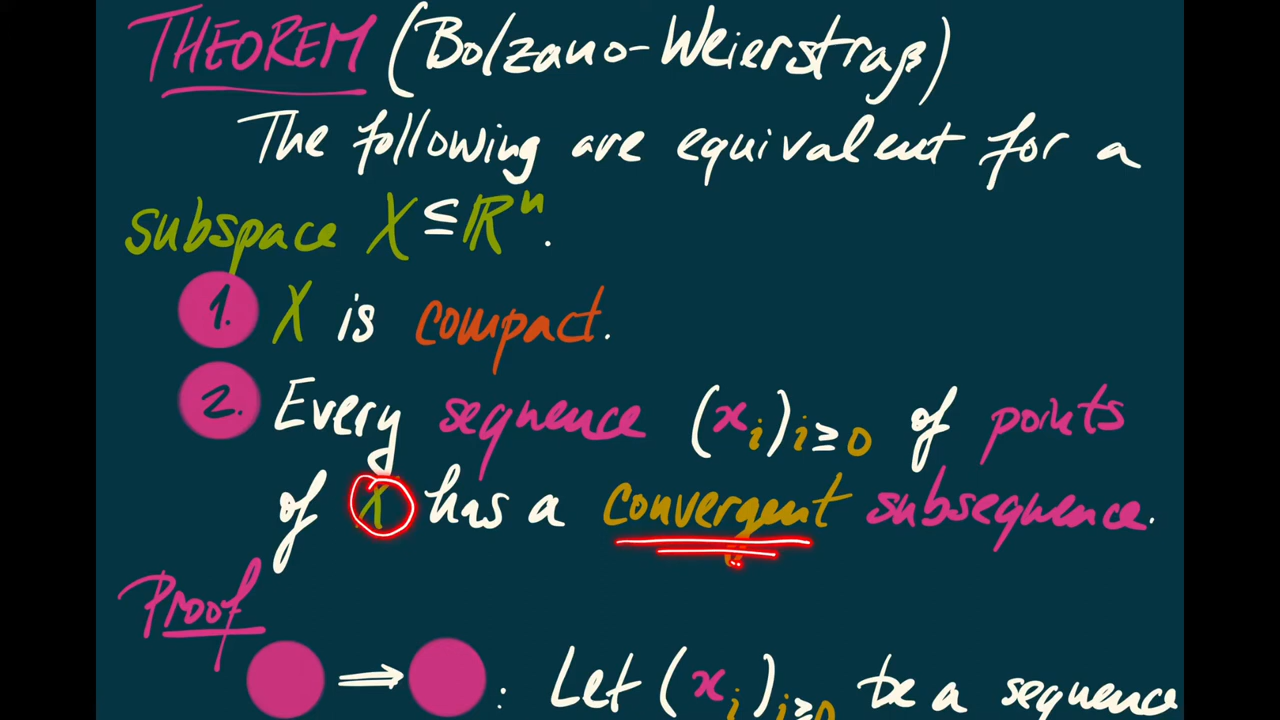 THEOREM (Bolzano-Weierstraß)
The following are equivalent for a
subspace X ⊆ ℝⁿ.
1. X is compact.
2. Every sequence (xᵢ)ᵢ≥₀ of points
of X has a convergent subsequence.
Proof
⇒ : Let (xᵢ)ᵢ≥₀ be a sequence